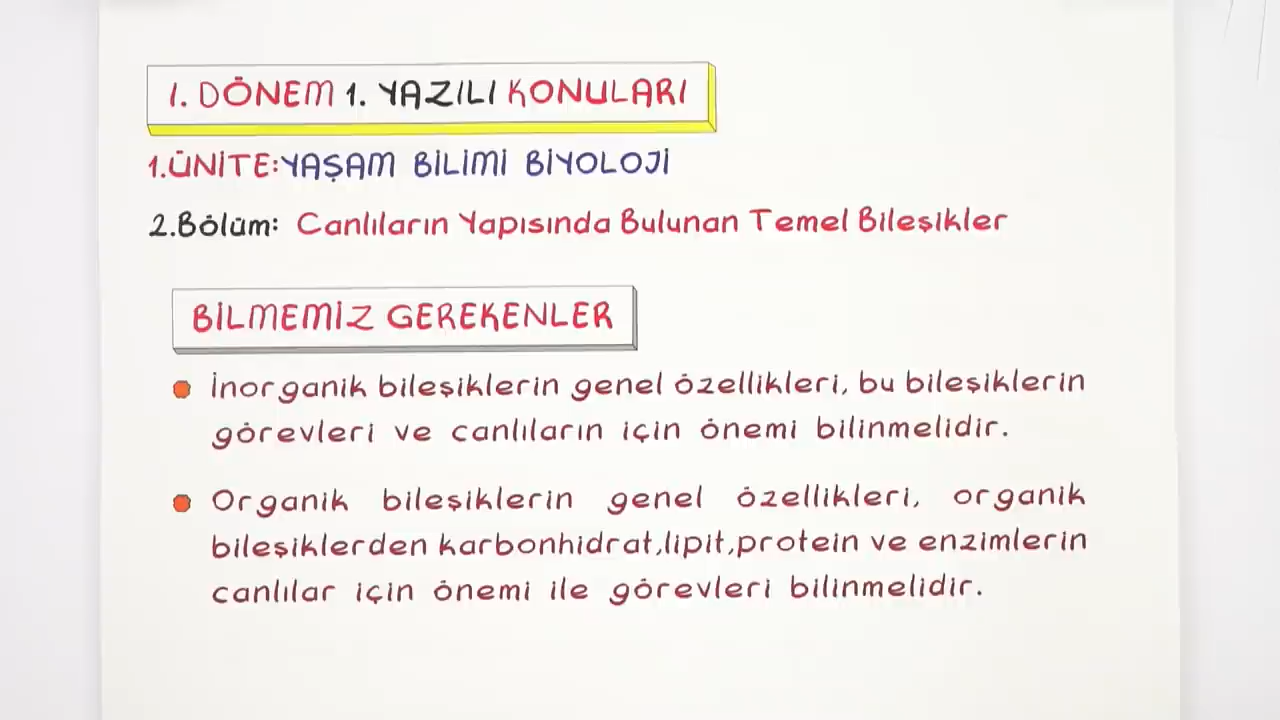 1. DÖNEM 1. YAZILI KONULARI
1.ÜNİTE:YAŞAM BİLİMİ BİYOLOJİ
2.Bölüm: Canlıların Yapısında Bulunan Temel Bileşikler
BİLMEMİZ GEREKENLER
İnorganik bileşiklerin genel özellikleri, bu bileşiklerin
görevleri ve canlıların için önemi bilinmelidir.
Organik bileşiklerin genel özellikleri, organik
bileşiklerden karbonhidrat,lipit,protein ve enzimlerin
canlılar için önemi ile görevleri bilinmelidir.